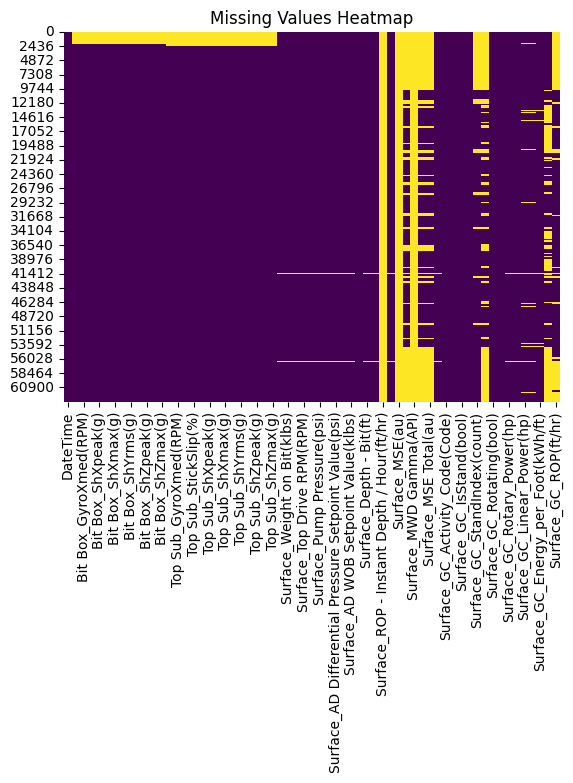 Missing Values Heatmap
0
2436
4872
7308
9744
12180
14616
17052
19488
21924
24360
26796
29232
31668
34104
36540
38976
41412
43848
46284
48720
51156
53592
56028
58464
60900
DateTime
Bit Box_GyroXmed(RPM)
Bit Box_ShXpeak(g)
Bit Box_ShXmax(g)
Bit Box_ShYrms(g)
Bit Box_ShZpeak(g)
Bit Box_ShZmax(g)
Top Sub_GyroXmed(RPM
Top Sub_StickSlip(%)
Top Sub_ShXpeak(g)
Top Sub_ShXmax(g)
Top Sub_ShYrms(g)
Top Sub_ShZpeak(g)
Top Sub_ShZmax(g)
Surface_Weight on Bit(klbs)
Surface_Top Drive RPM(RPM
Surface_Pump Pressure(psi)
Surface_AD Differential Pressure Setpoint Value(psi)
Surface_AD WOB Setpoint Value(klbs)
Surface_Depth - Bit(ft)
Surface_ROP - Instant Depth / Hour(ft/hr)
Surface_MSE(au)
Surface_MWD Gamma(API)
Surface_MSE Total(au)
Surface_GC_Activity_Code(Code)
Surface_GC_IsStand(bool)
Surface_GC_StandIndex(count)
Surface_GC_Rotating(bool)
Surface_GC_Rotary_Power(hp)
Surface_GC_Linear_Power(hp)
Surface_GC_Energy_per_Foot(kWh/ft)
Surface_GC_ROP(ft/hr)